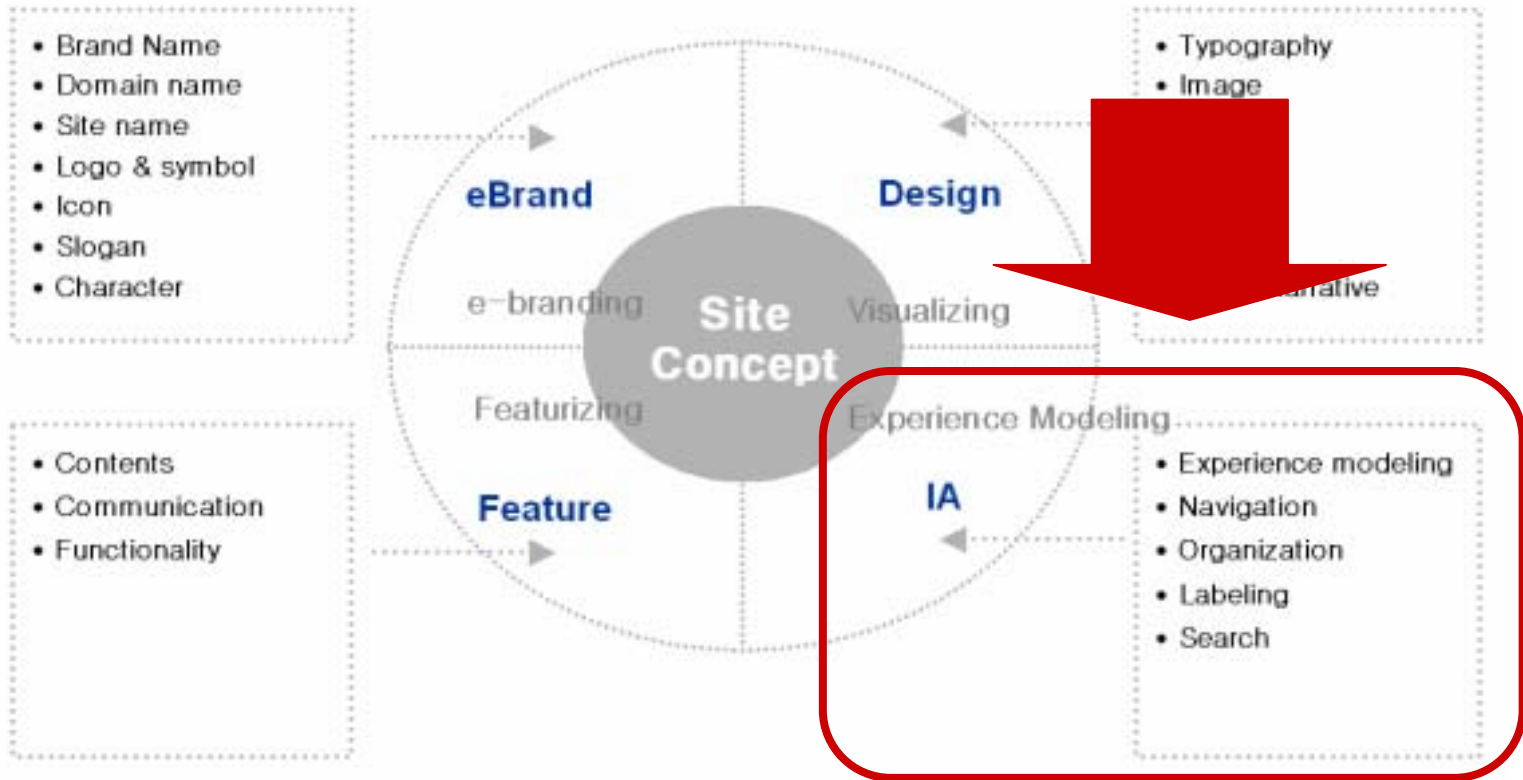 • Brand Name
• Domain name
• Site name
• Logo & symbol
• Icon
• Slogan
• Character
• Typography
• Image
eBrand
Design
e-branding
Visualizing
Site
Concept
Featurizing
Experience Modeling
Feature
IA
• Contents
• Communication
• Functionality
• Experience modeling
• Navigation
• Organization
• Labeling
• Search